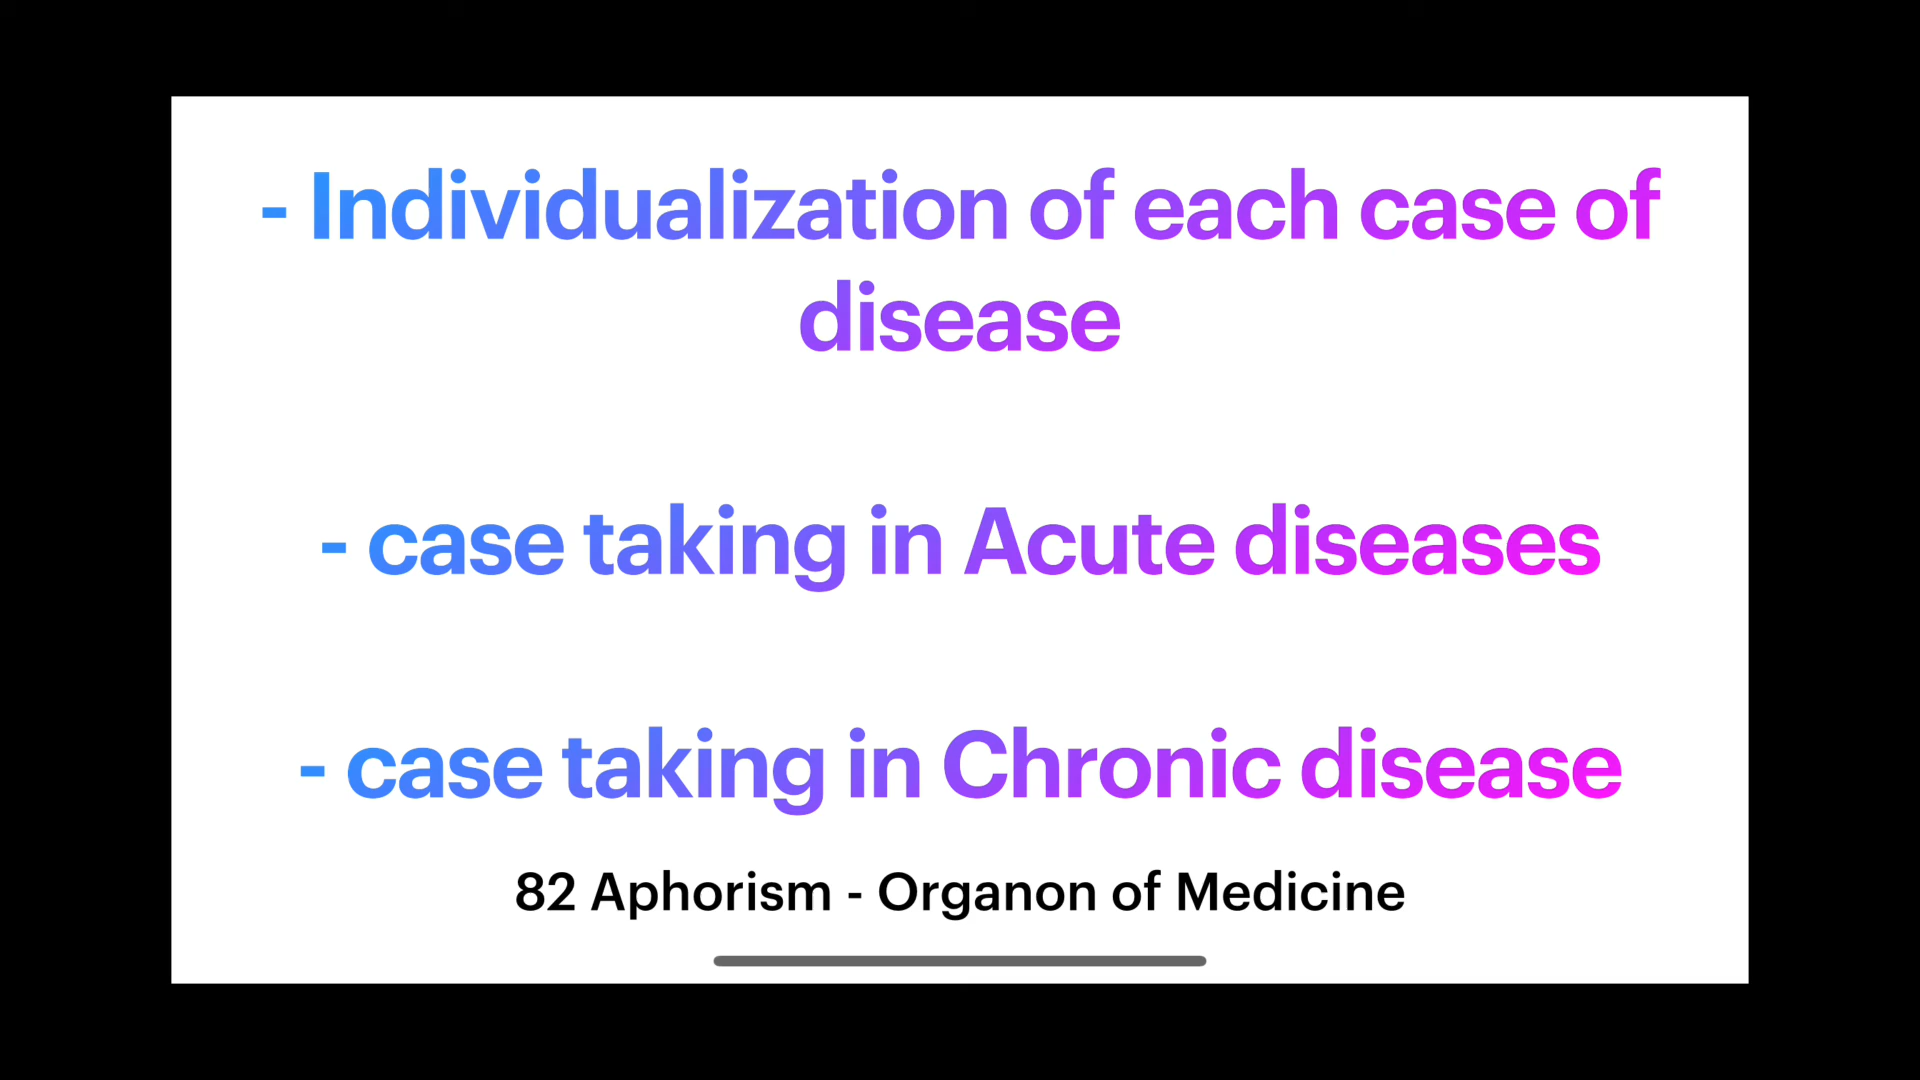 - Individualization of each case of
disease
- case taking in Acute diseases
- case taking in Chronic disease
82 Aphorism - Organon of Medicine